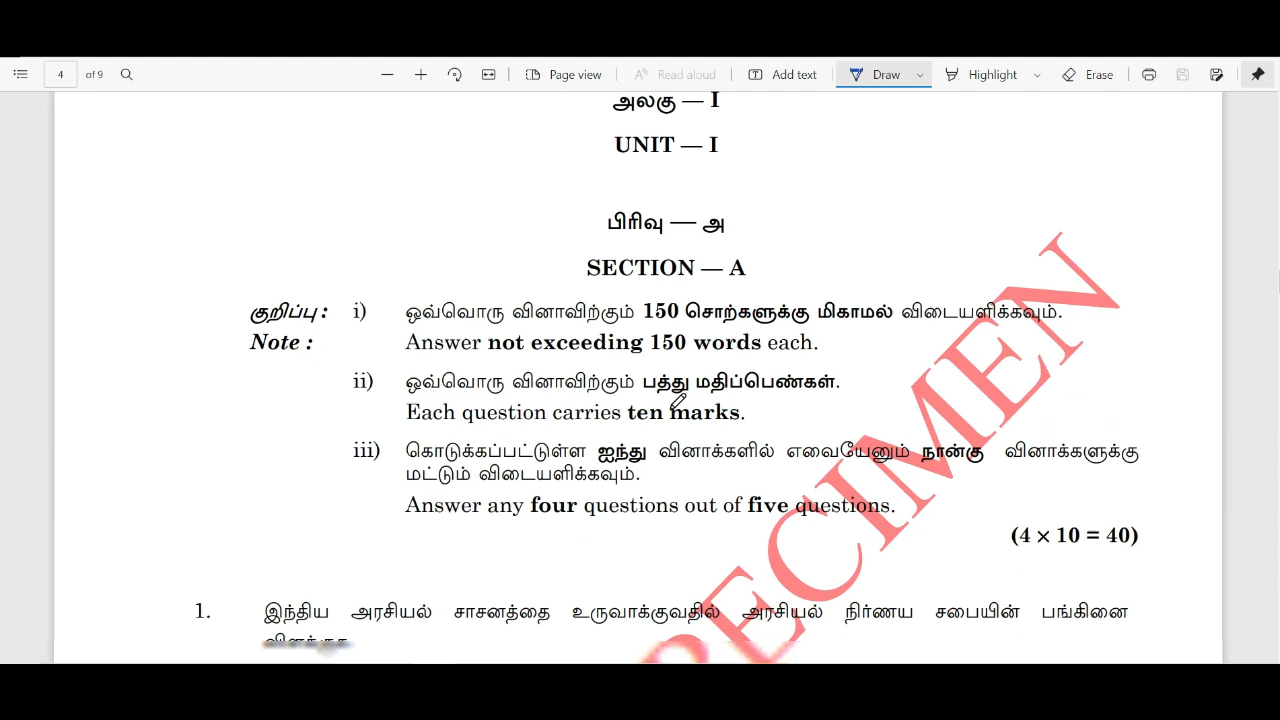 4 of 9 Page view Read aloud Add text Draw Highlight Erase
அலகு — I
UNIT — I
பிரிவு — அ
SECTION — A
குறிப்பு : i) ஒவ்வொரு வினாவிற்கும் 150 சொற்களுக்கு மிகாமல் விடையளிக்கவும்.
Note : Answer not exceeding 150 words each.
ii) ஒவ்வொரு வினாவிற்கும் பத்து மதிப்பெண்கள்.
Each question carries ten marks.
iii) கொடுக்கப்பட்டுள்ள ஐந்து வினாக்களில் எவையேனும் நான்கு வினாக்களுக்கு
மட்டும் விடையளிக்கவும்.
Answer any four questions out of five questions.
(4 × 10 = 40)
1. இந்திய அரசியல் சாசனத்தை உருவாக்குவதில் அரசியல் நிர்ணய சபையின் பங்கினை
SPECIMEN